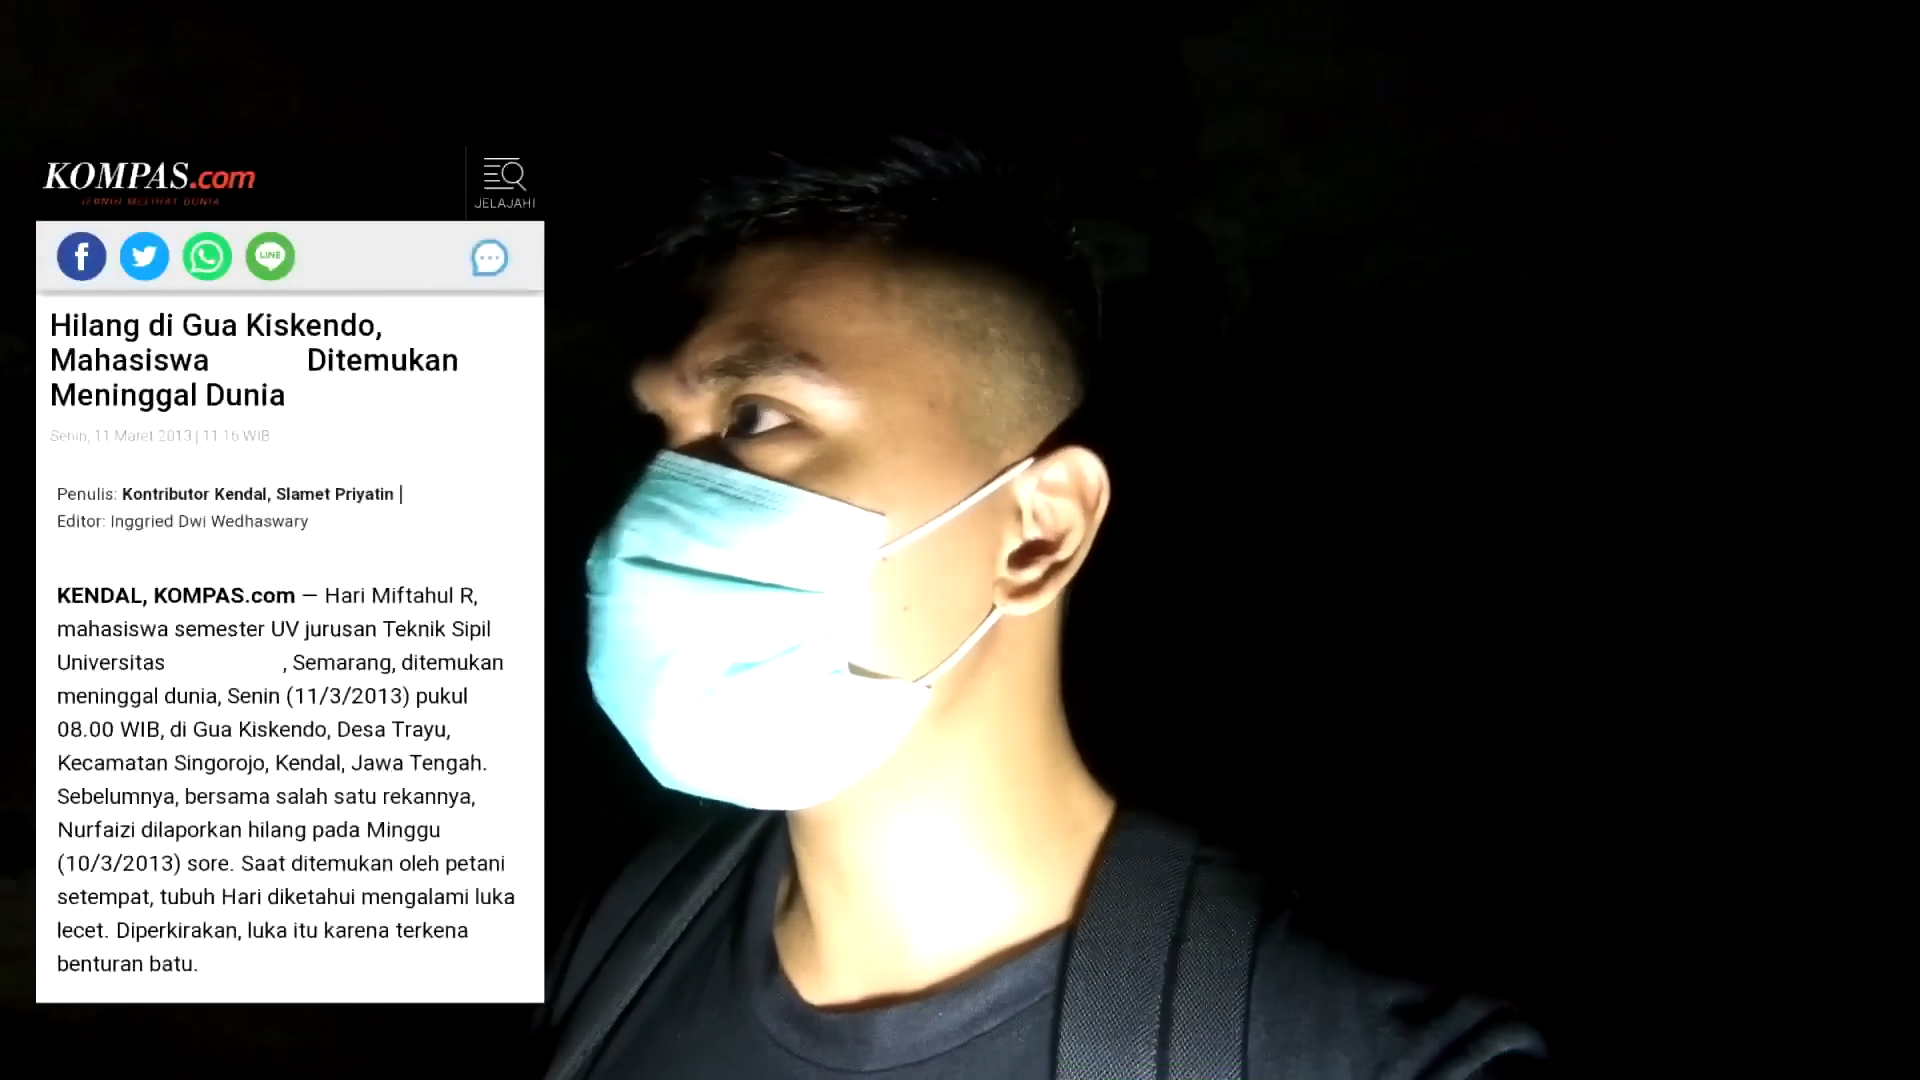 KOMPAS.com
JERNIH MELIHAT DUNIA
JELAJAHI
f
LINE
Hilang di Gua Kiskendo,
Mahasiswa Ditemukan
Meninggal Dunia
Senin, 11 Maret 2013 | 11:16 WIB
Penulis: Kontributor Kendal, Slamet Priyatin |
Editor: Inggried Dwi Wedhaswary
KENDAL, KOMPAS.com — Hari Miftahul R,
mahasiswa semester UV jurusan Teknik Sipil
Universitas , Semarang, ditemukan
meninggal dunia, Senin (11/3/2013) pukul
08.00 WIB, di Gua Kiskendo, Desa Trayu,
Kecamatan Singorojo, Kendal, Jawa Tengah.
Sebelumnya, bersama salah satu rekannya,
Nurfaizi dilaporkan hilang pada Minggu
(10/3/2013) sore. Saat ditemukan oleh petani
setempat, tubuh Hari diketahui mengalami luka
lecet. Diperkirakan, luka itu karena terkena
benturan batu.